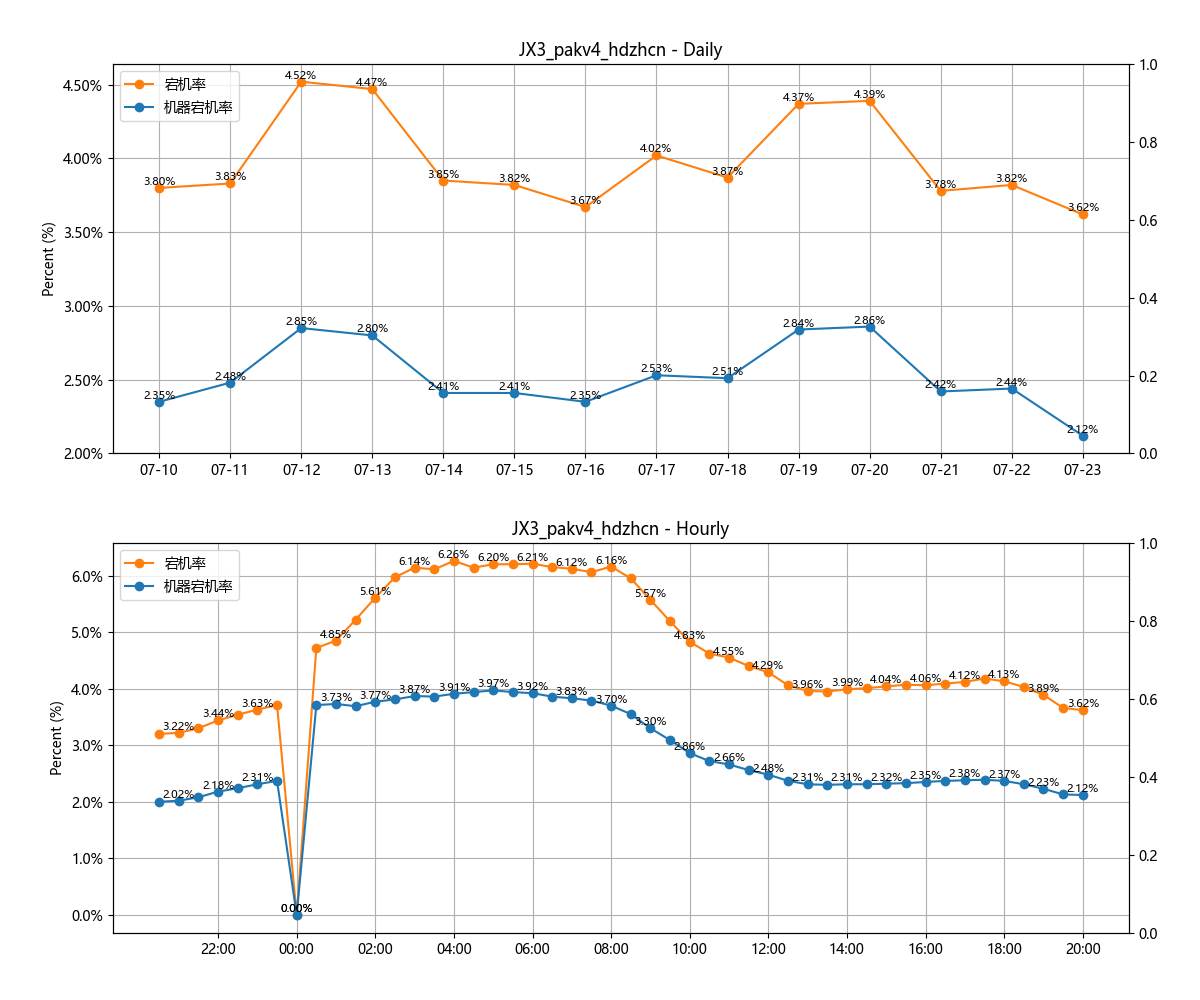 JX3_pakv4_hdzhcn - Daily
宕机率
机器宕机率
Percent (%)
4.50%
4.00%
3.50%
3.00%
2.50%
2.00%
1.0
0.8
0.6
0.4
0.2
0.0
3.80% 3.83% 4.52% 4.47% 3.85% 3.82% 3.67% 4.02% 3.87% 4.37% 4.39% 3.78% 3.82% 3.62%
2.35% 2.48% 2.85% 2.80% 2.41% 2.41% 2.35% 2.53% 2.51% 2.84% 2.86% 2.42% 2.44% 2.12%
07-10 07-11 07-12 07-13 07-14 07-15 07-16 07-17 07-18 07-19 07-20 07-21 07-22 07-23
JX3_pakv4_hdzhcn - Hourly
宕机率
机器宕机率
Percent (%)
6.0%
5.0%
4.0%
3.0%
2.0%
1.0%
0.0%
1.0
0.8
0.6
0.4
0.2
0.0
3.22% 3.44% 3.63% 0.00% 4.85% 5.61% 6.14% 6.26% 6.20% 6.21% 6.12% 6.16% 5.57% 4.83% 4.55% 4.29% 3.96% 3.99% 4.04% 4.06% 4.12% 4.13% 3.89% 3.62%
2.02% 2.18% 2.31% 0.00% 3.73% 3.77% 3.87% 3.91% 3.97% 3.92% 3.83% 3.70% 3.30% 2.86% 2.66% 2.48% 2.31% 2.31% 2.32% 2.35% 2.38% 2.37% 2.23% 2.12%
22:00 00:00 02:00 04:00 06:00 08:00 10:00 12:00 14:00 16:00 18:00 20:00